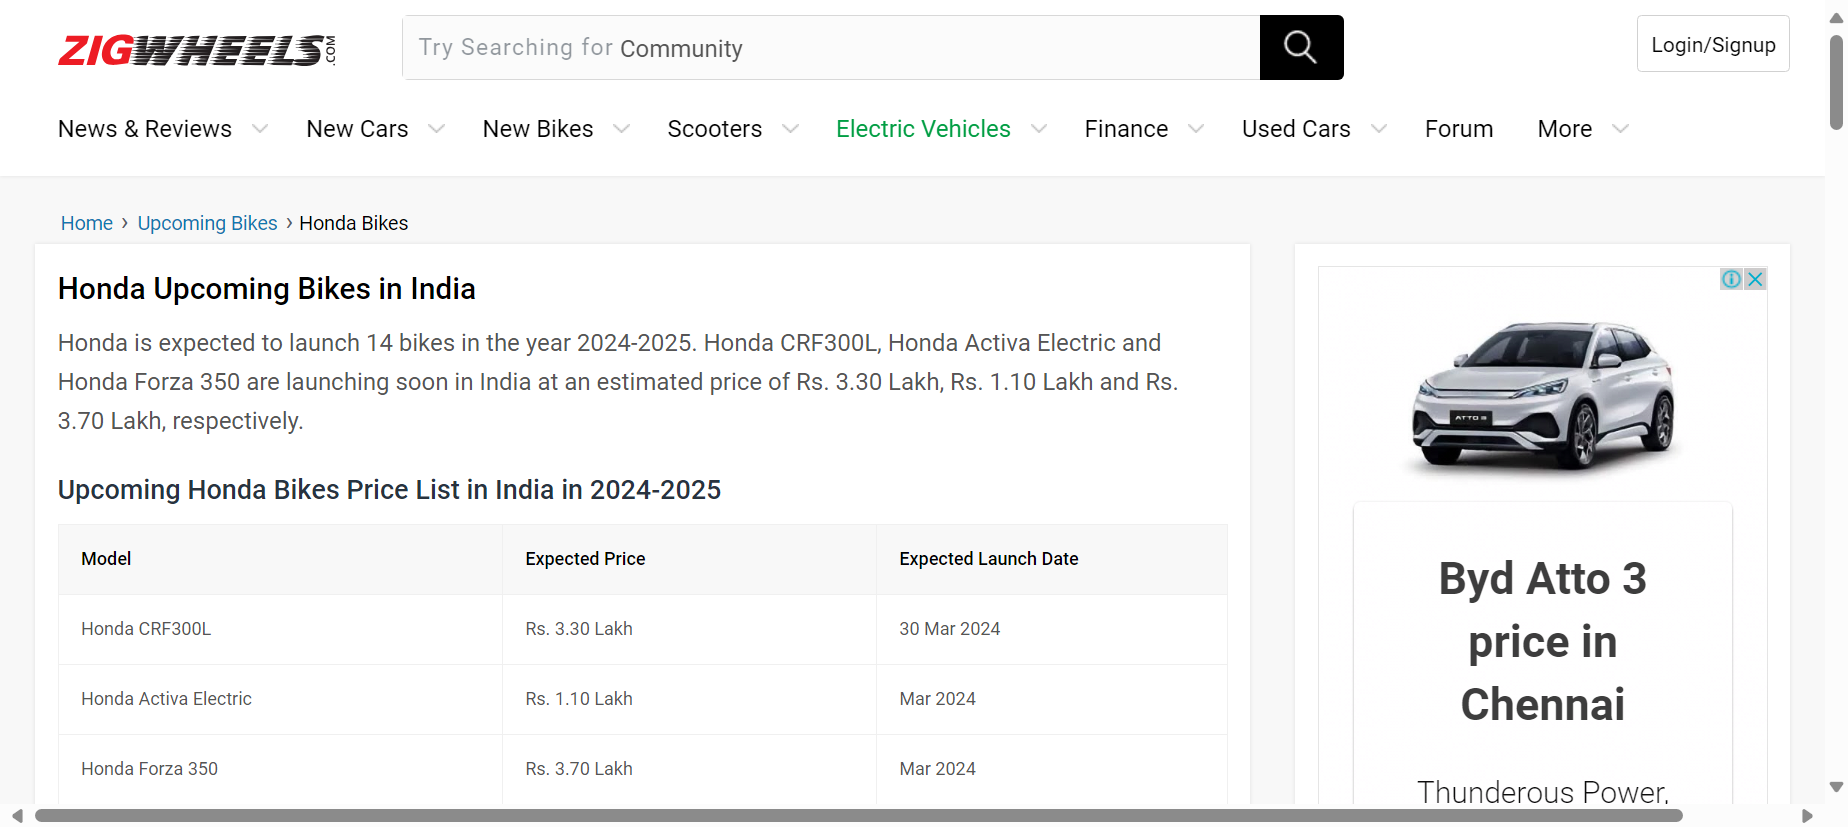 ZIGWHEELS.COM
Try Searching for Community
Login/Signup
News & Reviews New Cars New Bikes Scooters Electric Vehicles Finance Used Cars Forum More
Home › Upcoming Bikes › Honda Bikes
Honda Upcoming Bikes in India
Honda is expected to launch 14 bikes in the year 2024-2025. Honda CRF300L, Honda Activa Electric and
Honda Forza 350 are launching soon in India at an estimated price of Rs. 3.30 Lakh, Rs. 1.10 Lakh and Rs.
3.70 Lakh, respectively.
Upcoming Honda Bikes Price List in India in 2024-2025
Model Expected Price Expected Launch Date
Honda CRF300L Rs. 3.30 Lakh 30 Mar 2024
Honda Activa Electric Rs. 1.10 Lakh Mar 2024
Honda Forza 350 Rs. 3.70 Lakh Mar 2024
ATTO 3
Byd Atto 3
price in
Chennai
Thunderous Power,